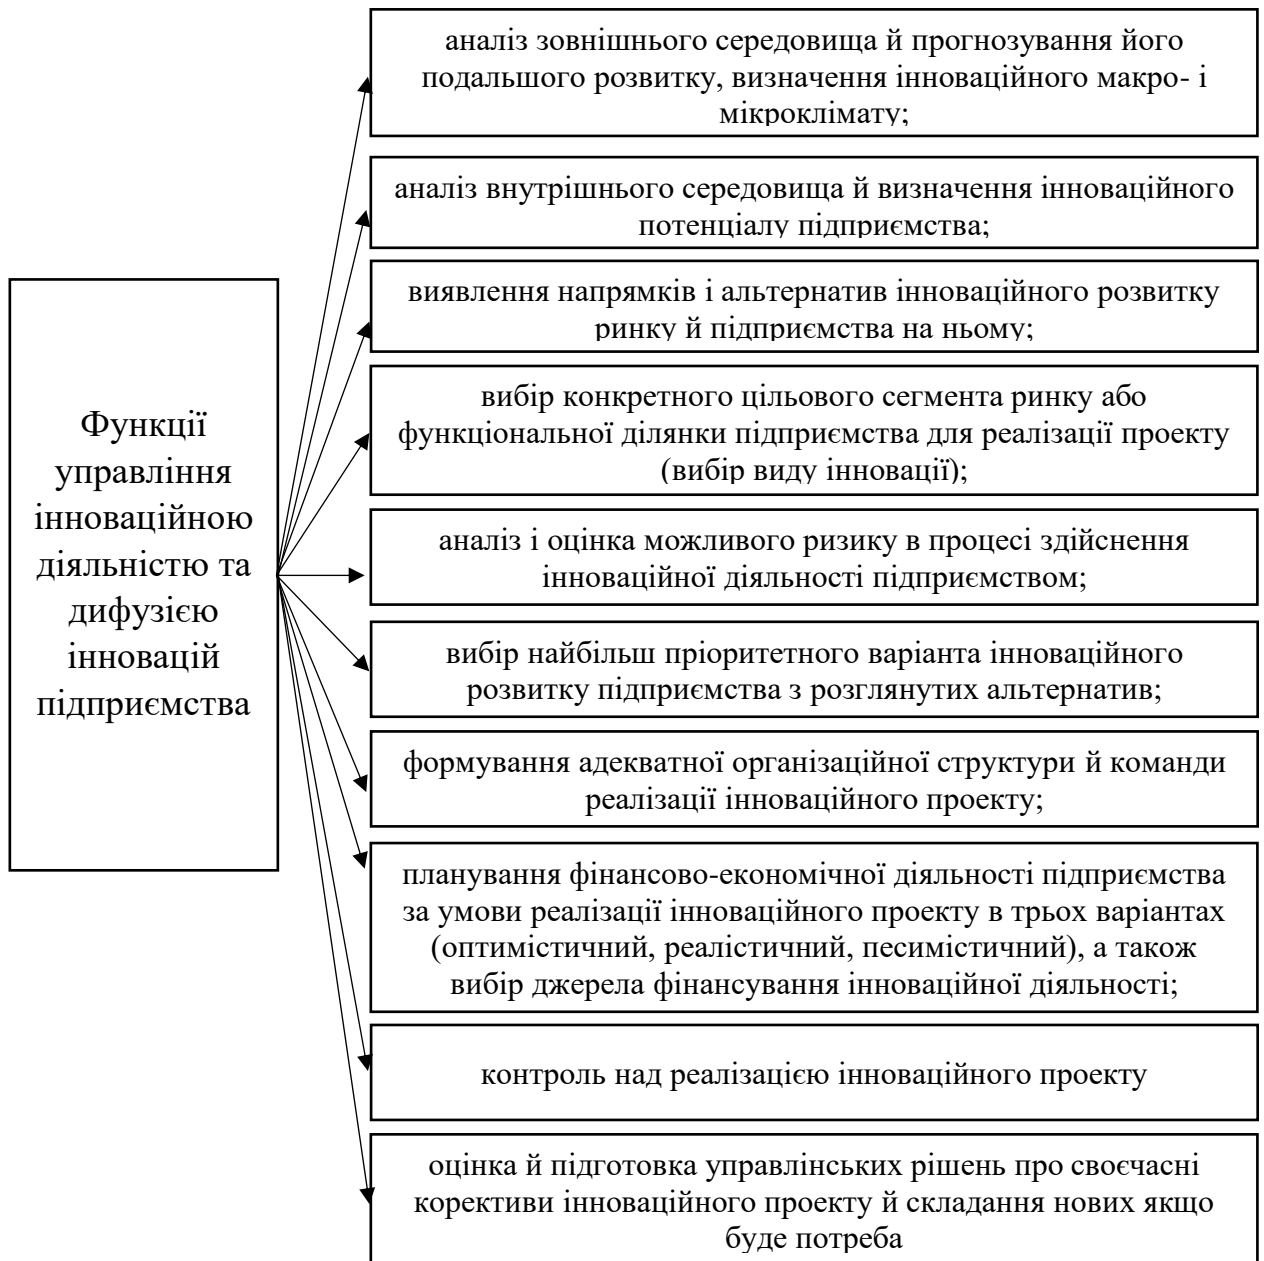 Функції
управління
інноваційною
діяльністю та
дифузією
інновацій
підприємства
аналіз зовнішнього середовища й прогнозування його
подальшого розвитку, визначення інноваційного макро- і
мікроклімату;
аналіз внутрішнього середовища й визначення інноваційного
потенціалу підприємства;
виявлення напрямків і альтернатив інноваційного розвитку
ринку й підприємства на ньому;
вибір конкретного цільового сегмента ринку або
функціональної ділянки підприємства для реалізації проекту
(вибір виду інновації);
аналіз і оцінка можливого ризику в процесі здійснення
інноваційної діяльності підприємством;
вибір найбільш пріоритетного варіанта інноваційного
розвитку підприємства з розглянутих альтернатив;
формування адекватної організаційної структури й команди
реалізації інноваційного проекту;
планування фінансово-економічної діяльності підприємства
за умови реалізації інноваційного проекту в трьох варіантах
(оптимістичний, реалістичний, песимістичний), а також
вибір джерела фінансування інноваційної діяльності;
контроль над реалізацією інноваційного проекту
оцінка й підготовка управлінських рішень про своєчасні
корективи інноваційного проекту й складання нових якщо
буде потреба